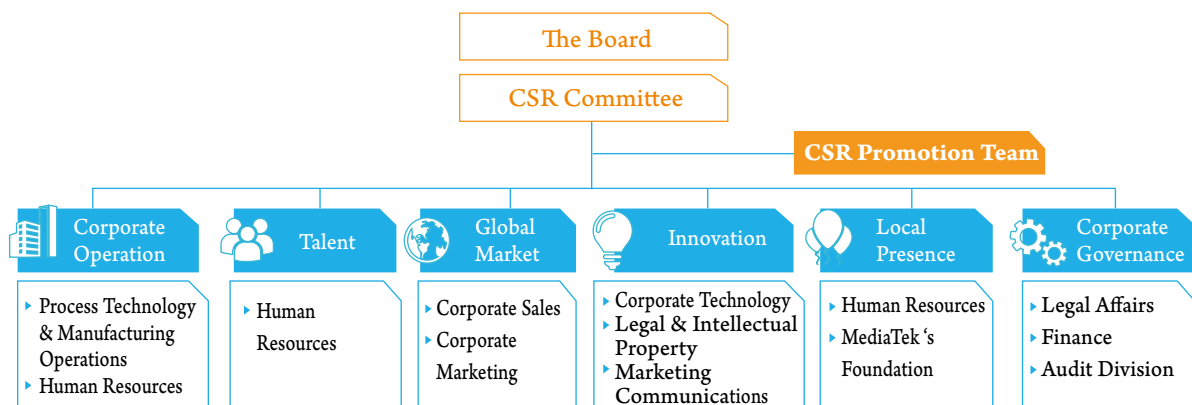 The Board
CSR Committee
CSR Promotion Team
Corporate
Operation
Talent
Global
Market
Innovation
Local
Presence
Corporate
Governance
Process Technology
& Manufacturing
Operations
Human Resources
Human
Resources
Corporate Sales
Corporate
Marketing
Corporate Technology
Legal & Intellectual
Property
Marketing
Communications
Human Resources
MediaTek ‘s
Foundation
Legal Affairs
Finance
Audit Division